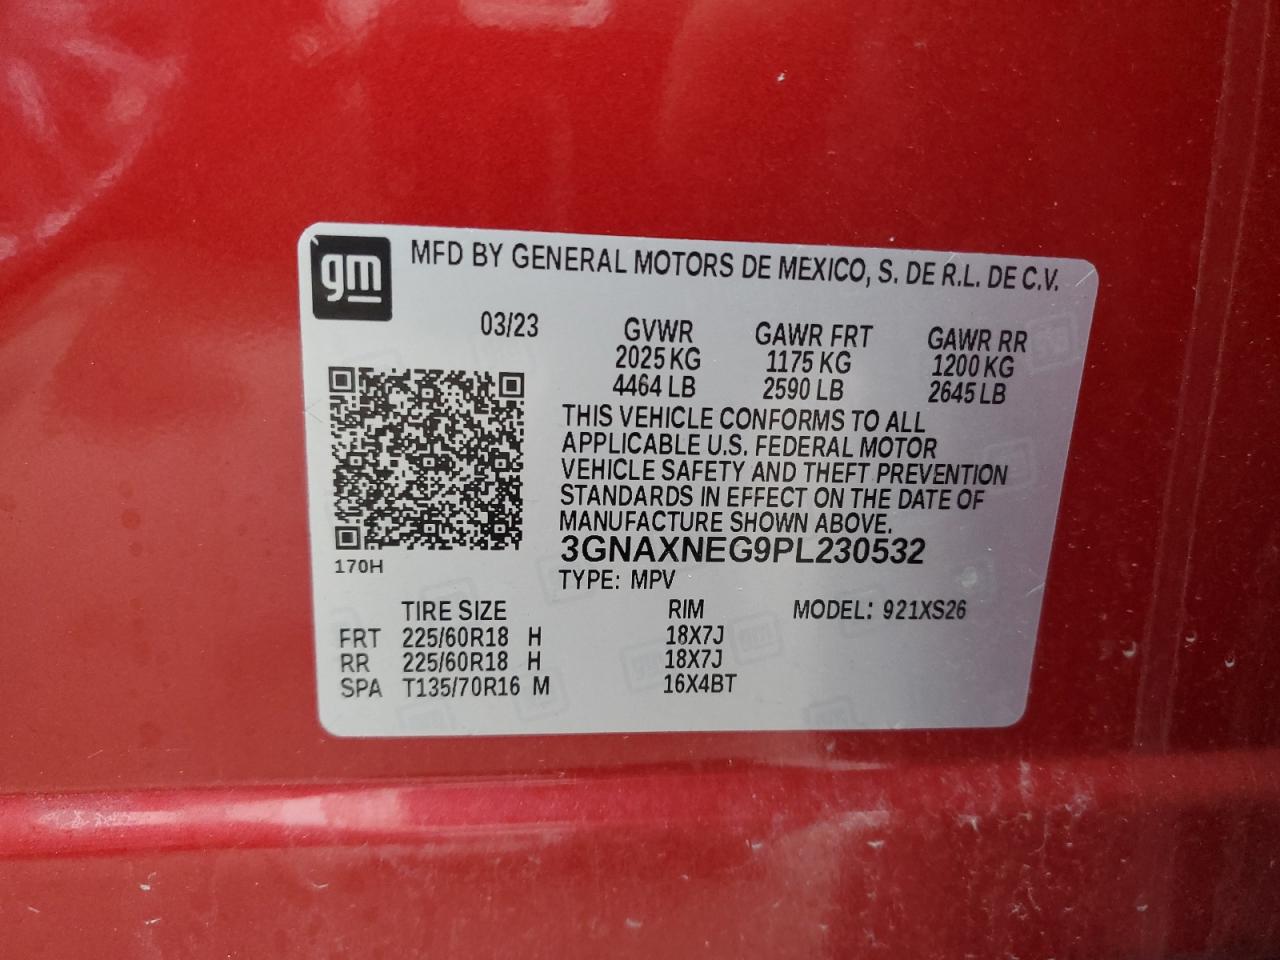 gm
MFD BY GENERAL MOTORS DE MEXICO, S. DE R.L. DE C.V.
03/23
GVWR GAWR FRT GAWR RR
2025 KG 1175 KG 1200 KG
4464 LB 2590 LB 2645 LB
THIS VEHICLE CONFORMS TO ALL
APPLICABLE U.S. FEDERAL MOTOR
VEHICLE SAFETY AND THEFT PREVENTION
STANDARDS IN EFFECT ON THE DATE OF
MANUFACTURE SHOWN ABOVE.
3GNAXNEG9PL230532
170H
TYPE: MPV
TIRE SIZE RIM MODEL: 921XS26
FRT 225/60R18 H 18X7J
RR 225/60R18 H 18X7J
SPA T135/70R16 M 16X4BT